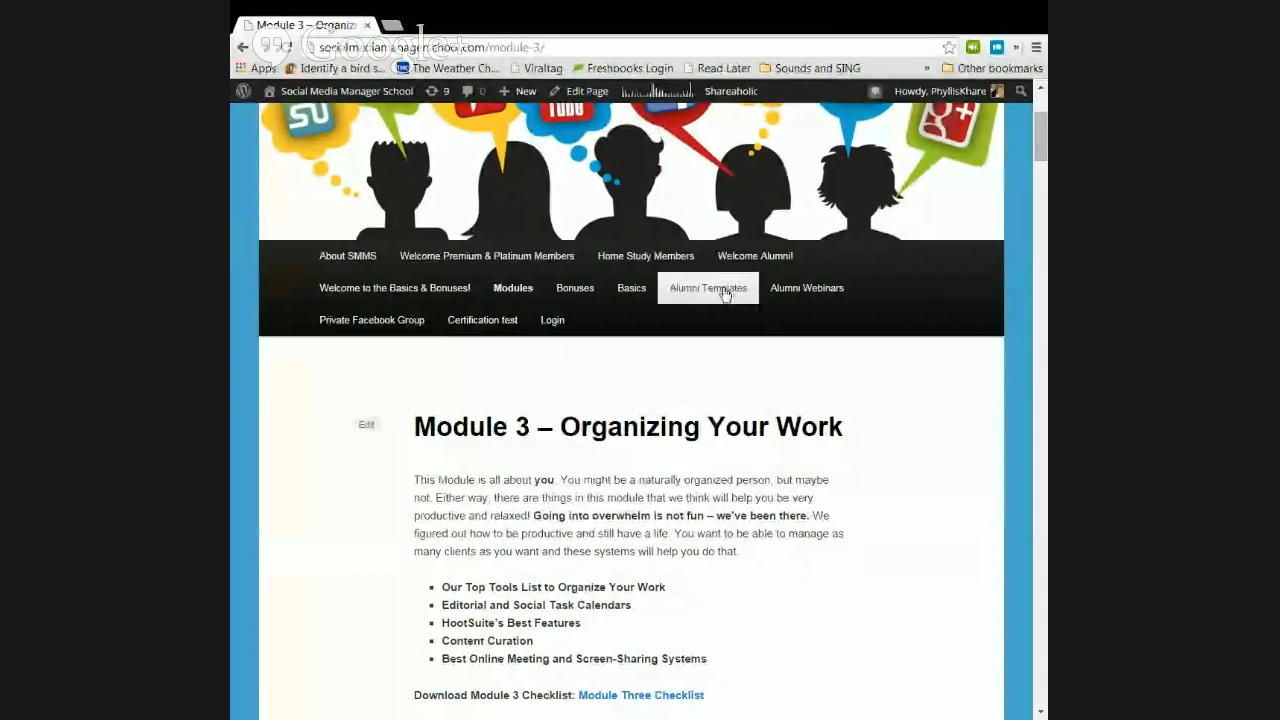 Module 3 – Organiz
Google+
socialmediamanagerschool.com/module-3/
Apps Identify a bird s... The Weather Ch... Viraltag Freshbooks Login Read Later Sounds and SING » Other bookmarks
Social Media Manager School 9 0 New Edit Page Shareaholic Howdy, PhyllisKhare
SU
You
Tube
g+
About SMMS Welcome Premium & Platinum Members Home Study Members Welcome Alumni!
Welcome to the Basics & Bonuses! Modules Bonuses Basics Alumni Templates Alumni Webinars
Private Facebook Group Certification test Login
Edit
Module 3 – Organizing Your Work
This Module is all about you. You might be a naturally organized person, but maybe
not. Either way, there are things in this module that we think will help you be very
productive and relaxed! Going into overwhelm is not fun – we've been there. We
figured out how to be productive and still have a life. You want to be able to manage as
many clients as you want and these systems will help you do that.
Our Top Tools List to Organize Your Work
Editorial and Social Task Calendars
HootSuite's Best Features
Content Curation
Best Online Meeting and Screen-Sharing Systems
Download Module 3 Checklist: Module Three Checklist